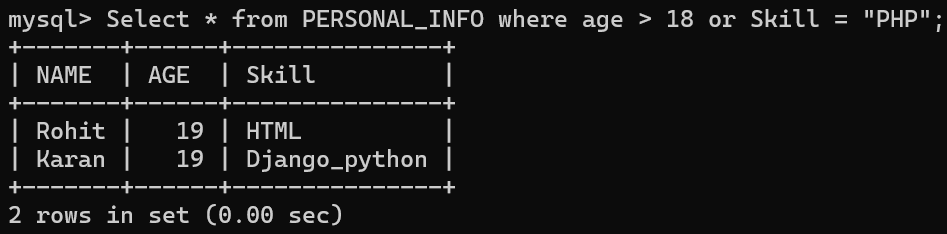 mysql> Select * from PERSONAL_INFO where age > 18 or Skill = "PHP";
+-------+------+---------------+
| NAME  | AGE  | Skill         |
+-------+------+---------------+
| Rohit |   19 | HTML          |
| Karan |   19 | Django_python |
+-------+------+---------------+
2 rows in set (0.00 sec)